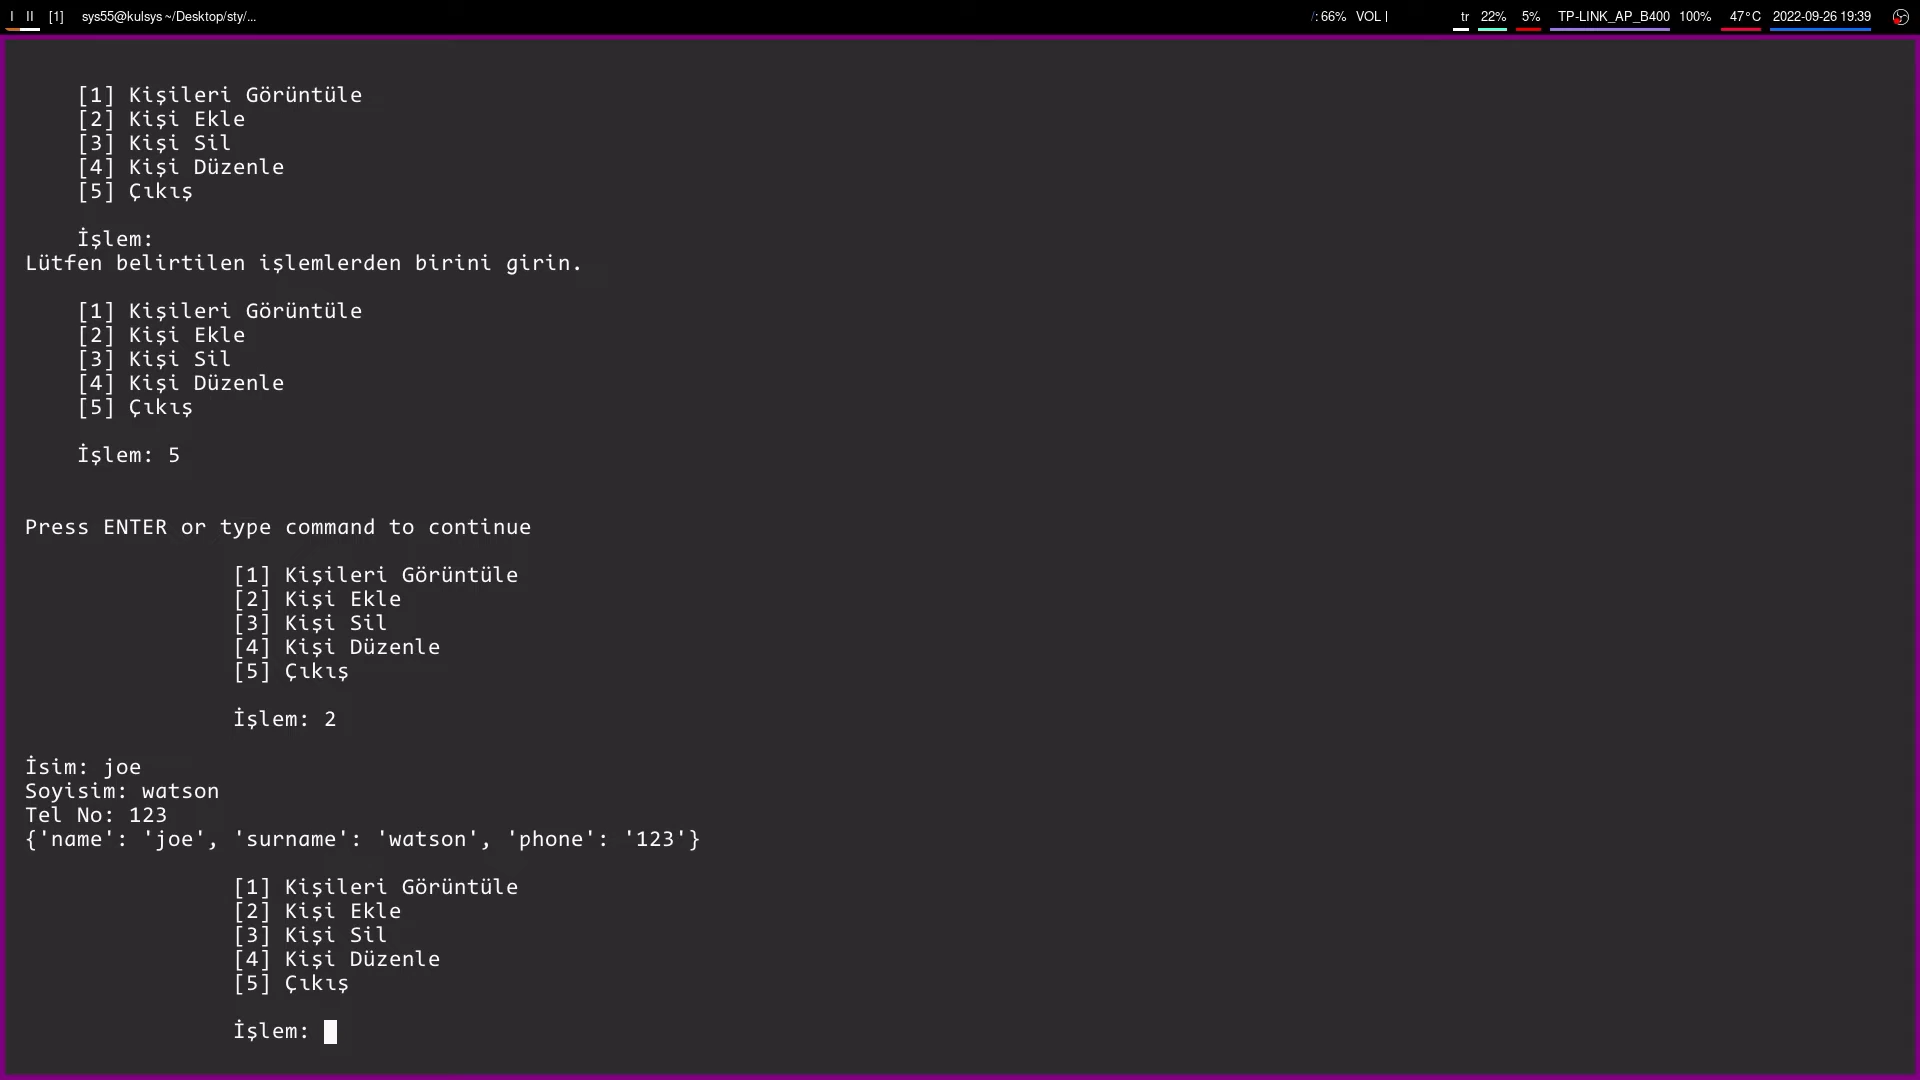 I II [1] sys55@kulsys ~/Desktop/sty/... /: 66% VOL | tr 22% 5% TP-LINK_AP_B400 100% 47°C 2022-09-26 19:39
[1] Kişileri Görüntüle
[2] Kişi Ekle
[3] Kişi Sil
[4] Kişi Düzenle
[5] Çıkış
İşlem:
Lütfen belirtilen işlemlerden birini girin.
[1] Kişileri Görüntüle
[2] Kişi Ekle
[3] Kişi Sil
[4] Kişi Düzenle
[5] Çıkış
İşlem: 5
Press ENTER or type command to continue
[1] Kişileri Görüntüle
[2] Kişi Ekle
[3] Kişi Sil
[4] Kişi Düzenle
[5] Çıkış
İşlem: 2
İsim: joe
Soyisim: watson
Tel No: 123
{'name': 'joe', 'surname': 'watson', 'phone': '123'}
[1] Kişileri Görüntüle
[2] Kişi Ekle
[3] Kişi Sil
[4] Kişi Düzenle
[5] Çıkış
İşlem: